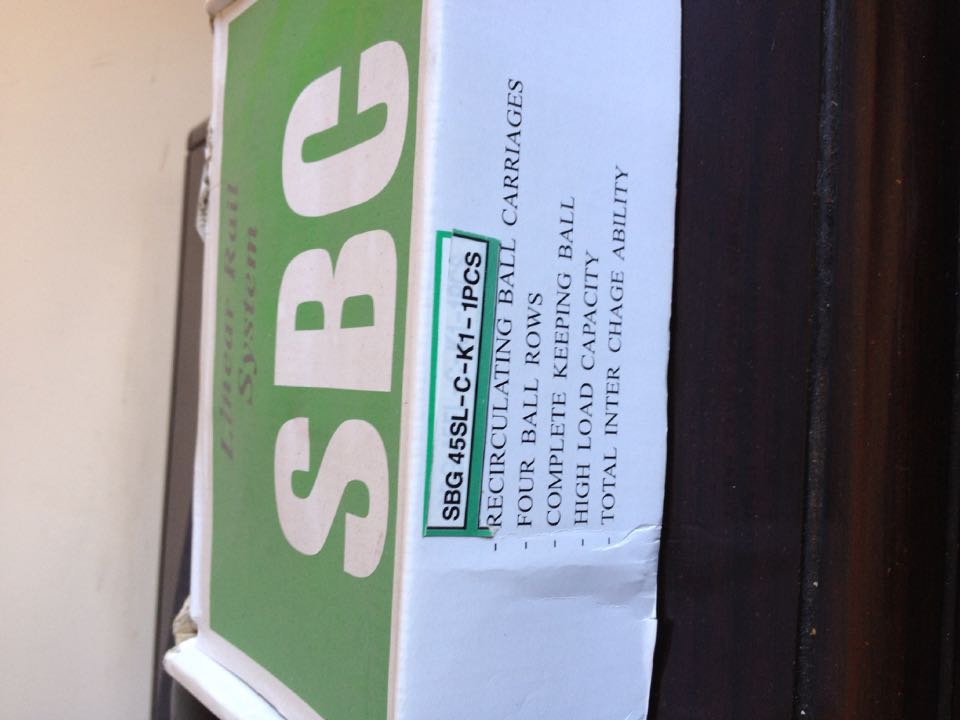 Linear Rail
System
SBC
SBG 45SL-C-K1-1PCS
- RECIRCULATING BALL CARRIAGES
- FOUR BALL ROWS
- COMPLETE KEEPING BALL
- HIGH LOAD CAPACITY
- TOTAL INTER CHAGE ABILITY